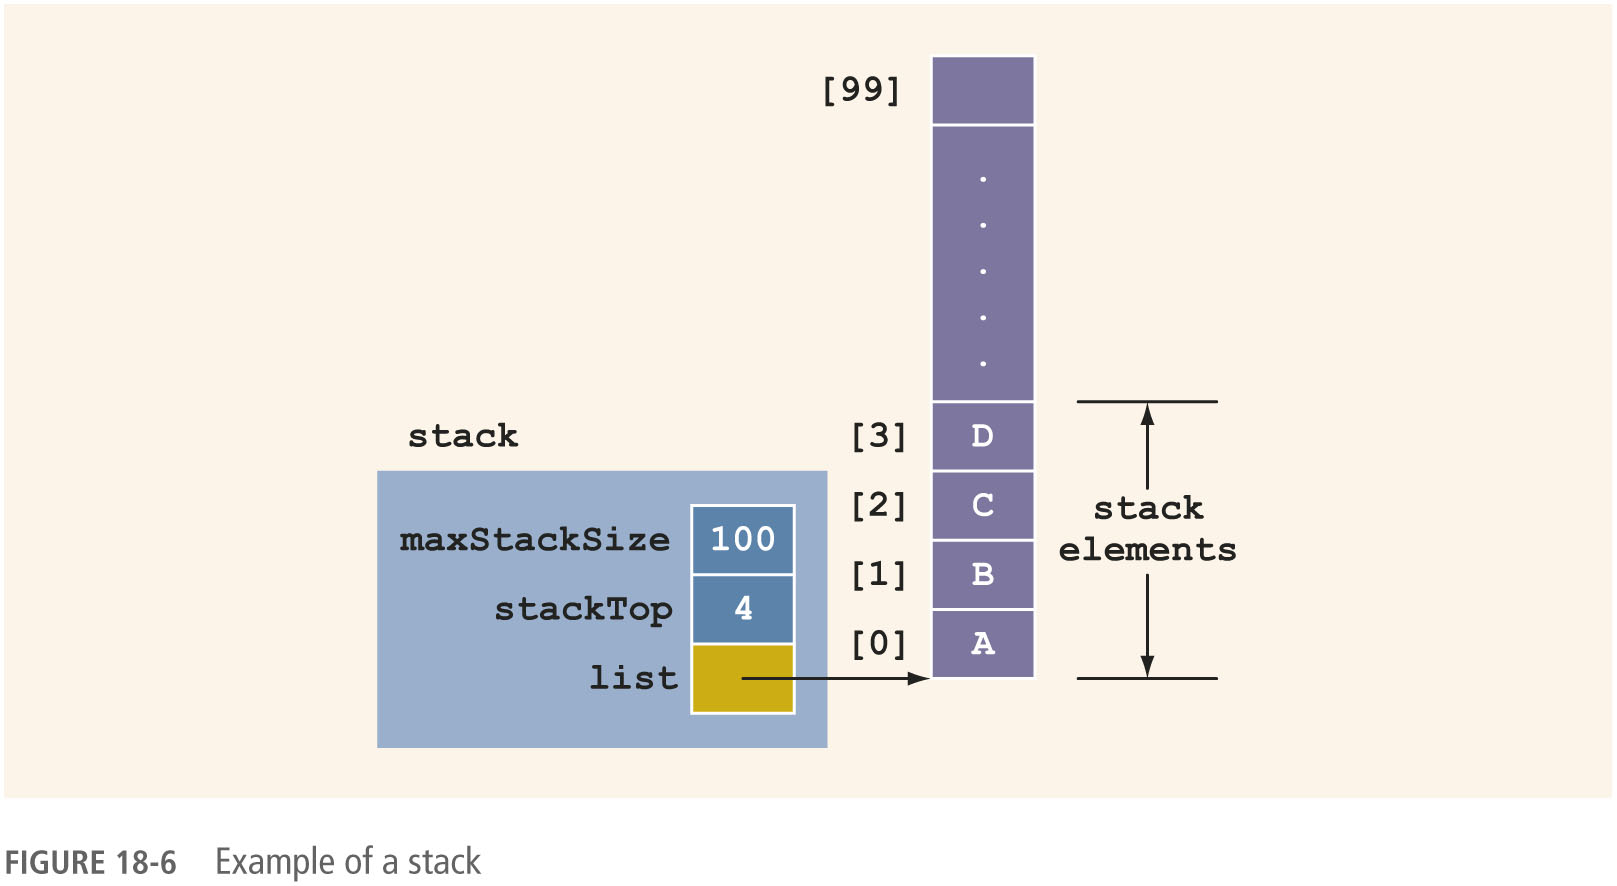 [99]
.
.
.
.
.
stack
[3] D
maxStackSize 100
[2] C
stack
elements
stackTop 4
[1] B
list
[0] A
FIGURE 18-6 Example of a stack